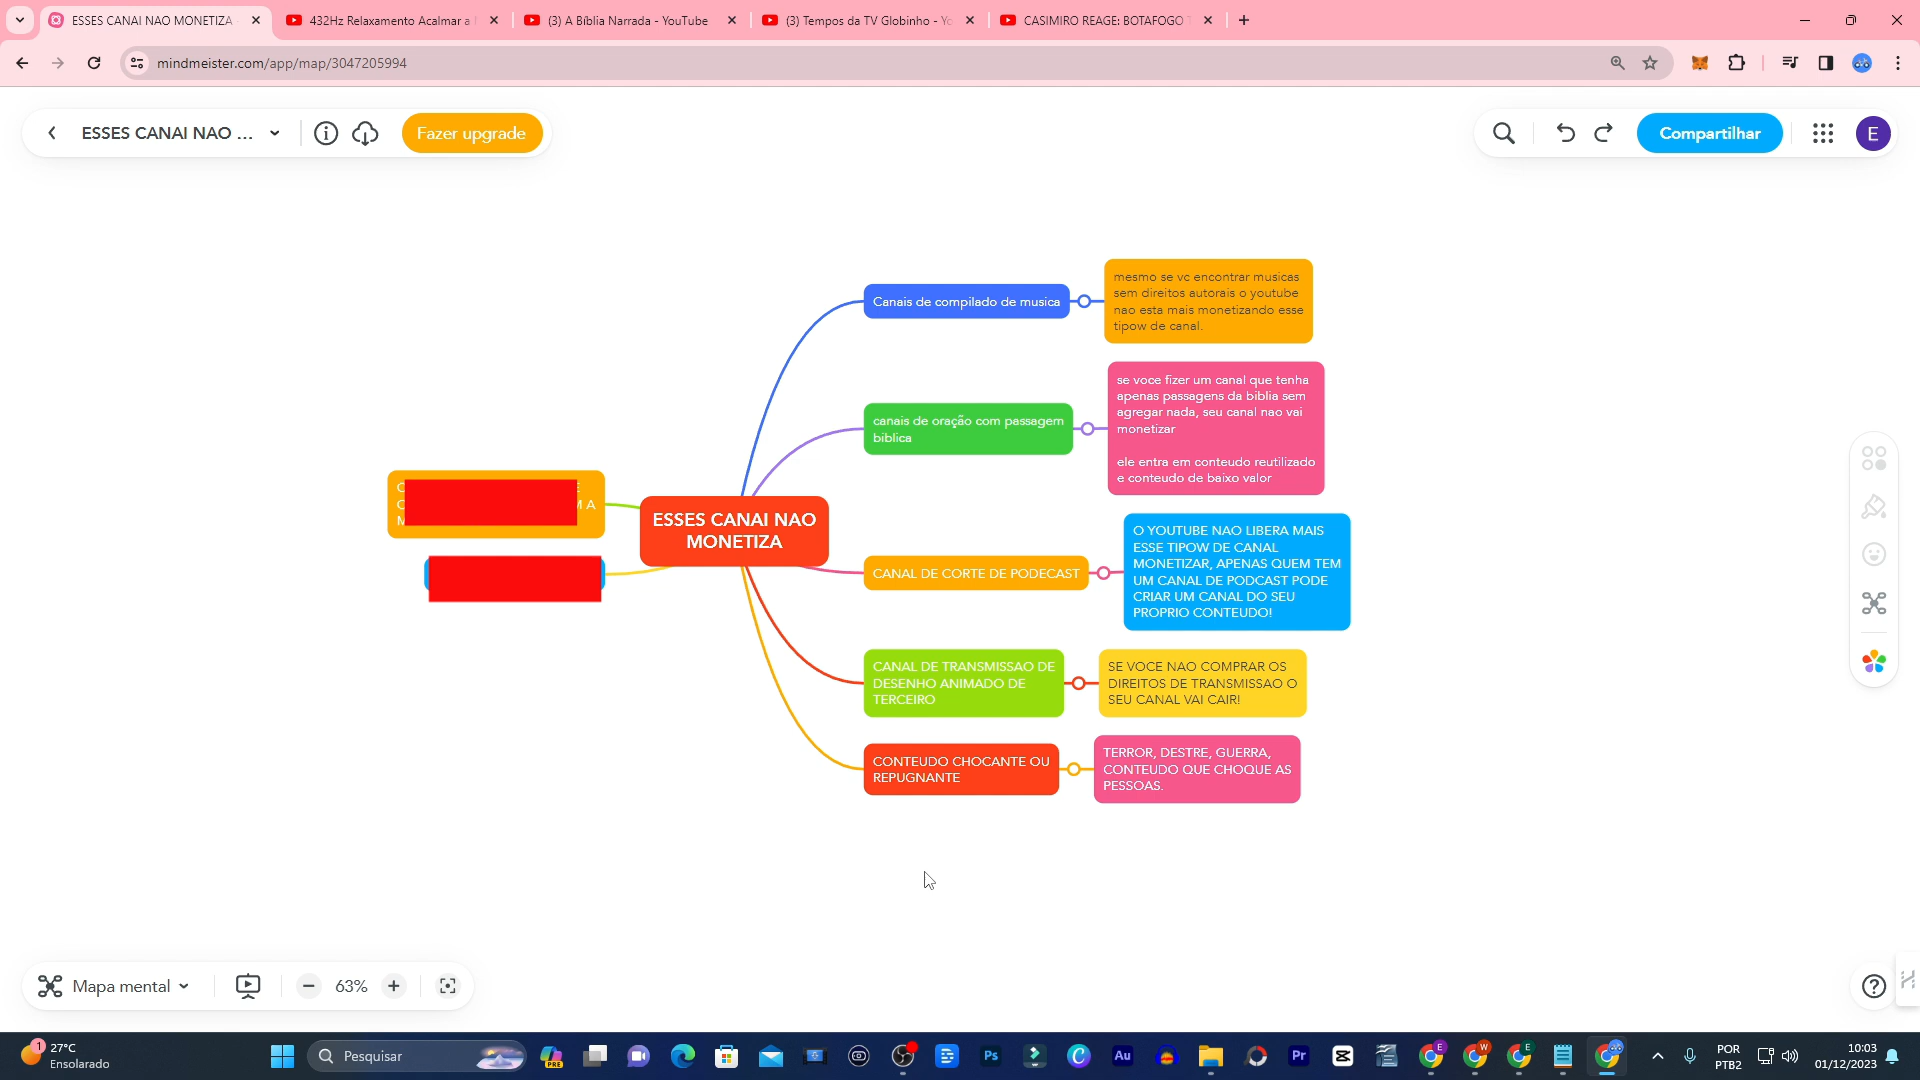 ESSES CANAI NAO MONETIZA
432Hz Relaxamento Acalmar a
(3) A Bíblia Narrada - YouTube
(3) Tempos da TV Globinho - Yo
CASIMIRO REAGE: BOTAFOGO T
mindmeister.com/app/map/3047205994
ESSES CANAI NAO ...
Fazer upgrade
Compartilhar
E
Canais de compilado de musica
mesmo se vc encontrar musicas
sem direitos autorais o youtube
nao esta mais monetizando esse
tipow de canal.
canais de oração com passagem
biblica
se voce fizer um canal que tenha
apenas passagens da biblia sem
agregar nada, seu canal nao vai
monetizar
ele entra em conteudo reutilizado
e conteudo de baixo valor
ESSES CANAI NAO
MONETIZA
CANAL DE CORTE DE PODECAST
O YOUTUBE NAO LIBERA MAIS
ESSE TIPOW DE CANAL
MONETIZAR, APENAS QUEM TEM
UM CANAL DE PODCAST PODE
CRIAR UM CANAL DO SEU
PROPRIO CONTEUDO!
CANAL DE TRANSMISSAO DE
DESENHO ANIMADO DE
TERCEIRO
SE VOCE NAO COMPRAR OS
DIREITOS DE TRANSMISSAO O
SEU CANAL VAI CAIR!
CONTEUDO CHOCANTE OU
REPUGNANTE
TERROR, DESTRE, GUERRA,
CONTEUDO QUE CHOQUE AS
PESSOAS.
Mapa mental
63%
1
27°C
Ensolarado
Pesquisar
PRE
Ps
Au
Pr
E
W
E
POR
PTB2
10:03
01/12/2023